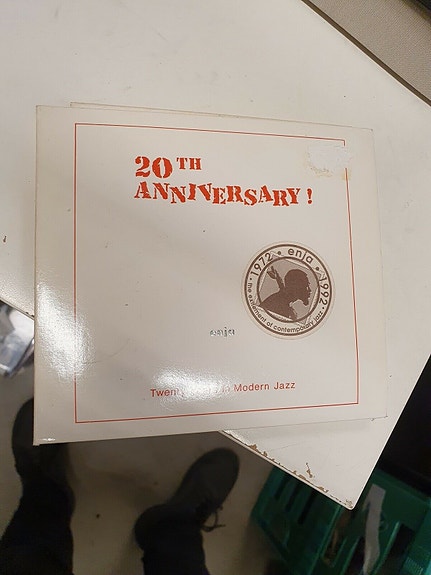 20TH
ANNIVERSARY!
1972 • enja • 1992 •
the excitement of contemporary jazz
Modern Jazz